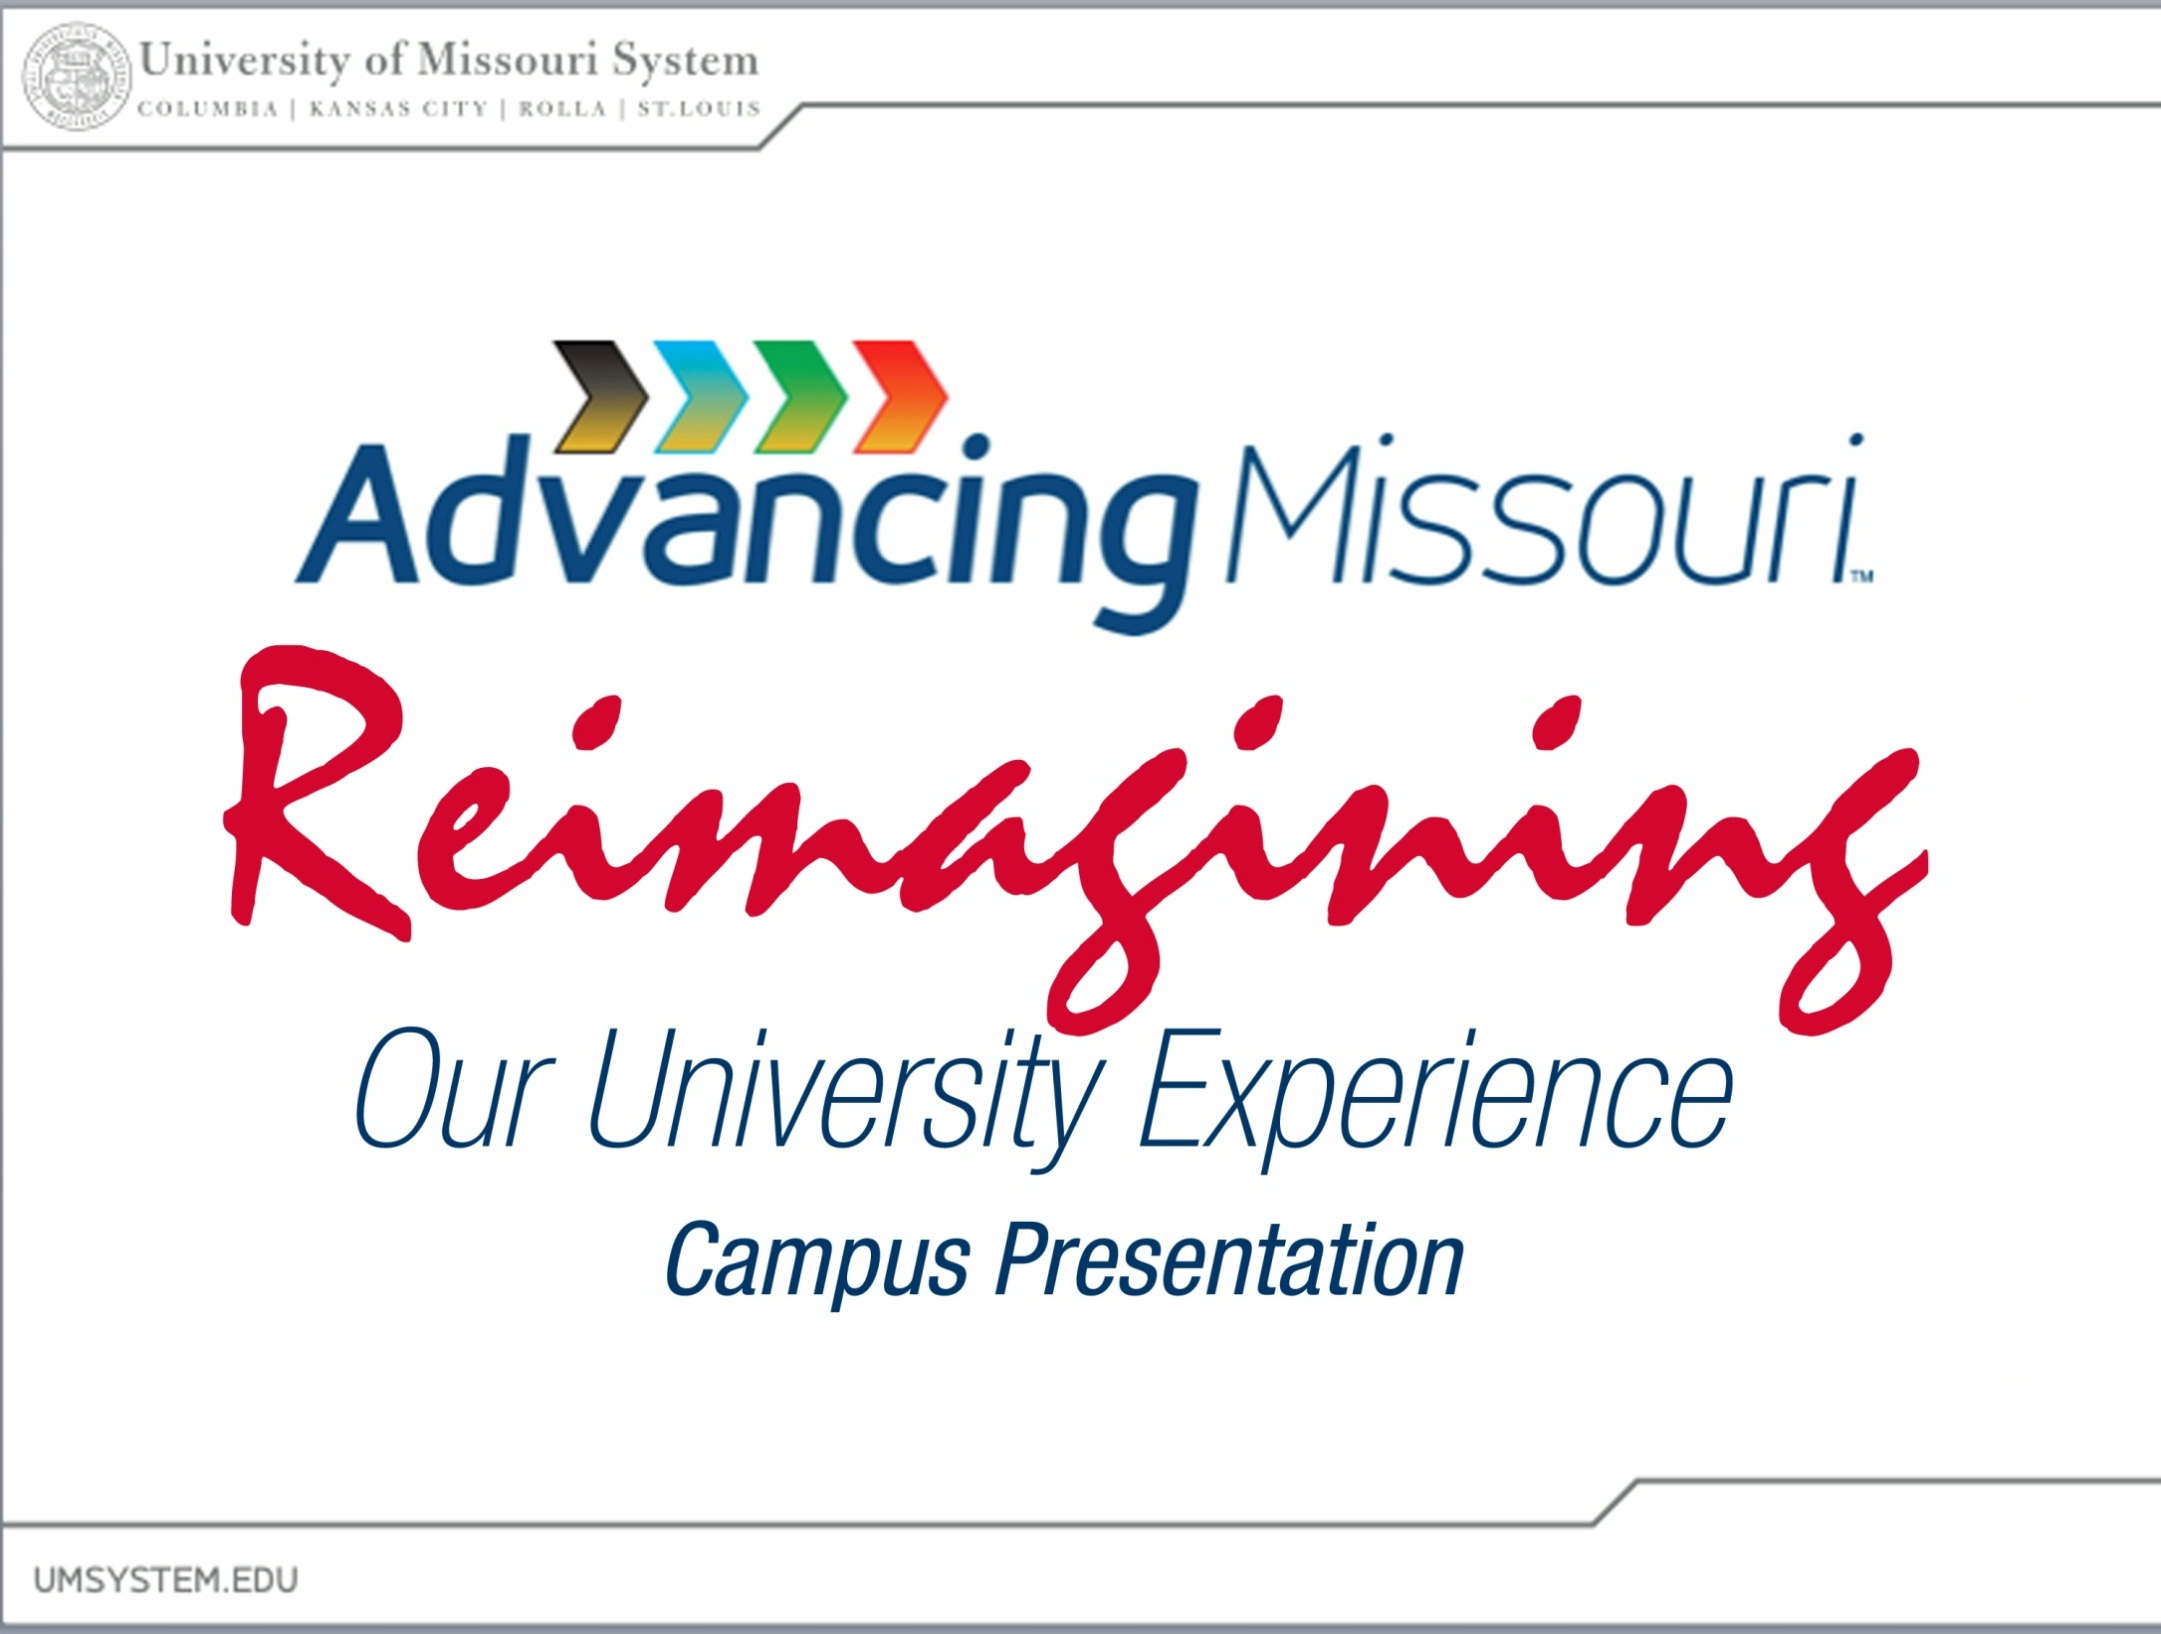 University of Missouri System
COLUMBIA | KANSAS CITY | ROLLA | ST.LOUIS
Advancing Missouri™
Reimagining
Our University Experience
Campus Presentation
UMSYSTEM.EDU